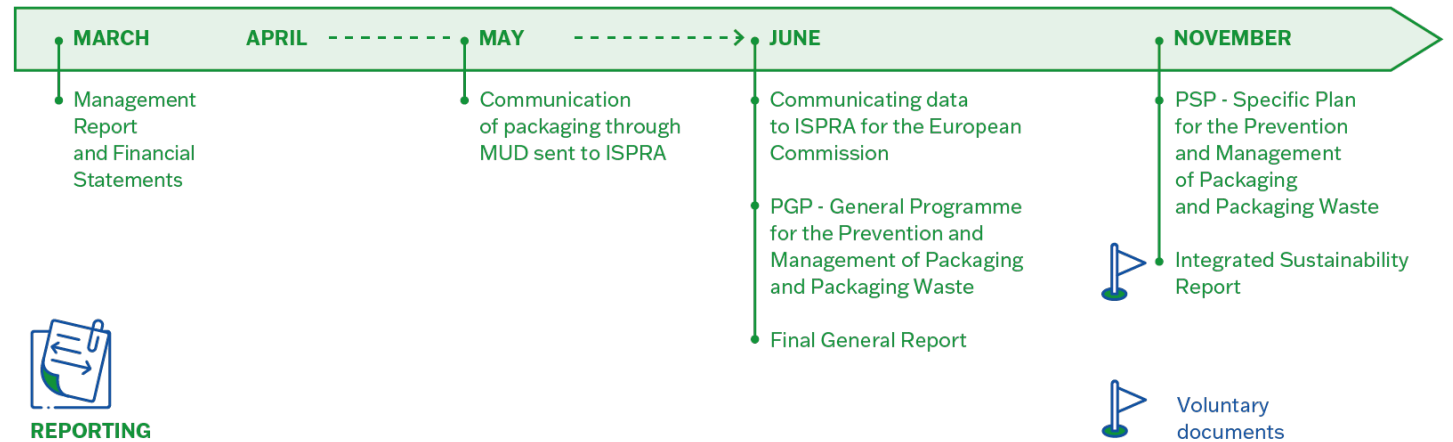 MARCH
APRIL
MAY
JUNE
NOVEMBER
Management
Report
and Financial
Statements
Communication
of packaging through
MUD sent to ISPRA
Communicating data
to ISPRA for the European
Commission
PGP - General Programme
for the Prevention and
Management of Packaging
and Packaging Waste
Final General Report
PSP - Specific Plan
for the Prevention
and Management
of Packaging
and Packaging Waste
Integrated Sustainability
Report
REPORTING
Voluntary
documents